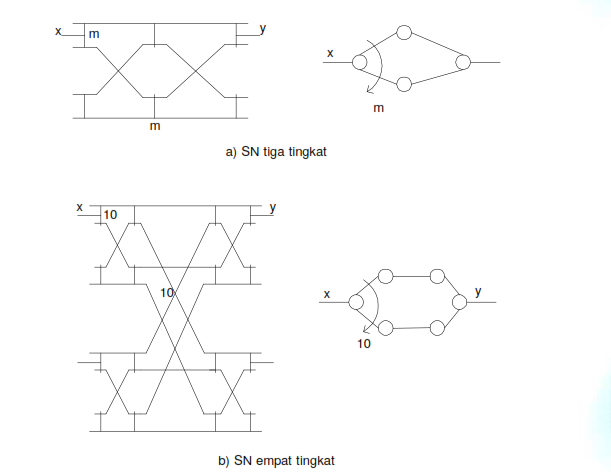 x
m
y
m
x
m
a) SN tiga tingkat
x
10
y
10
x
y
10
b) SN empat tingkat